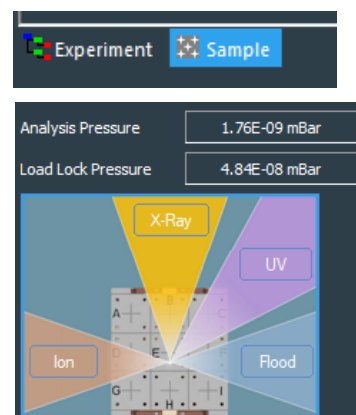 Experiment Sample
Analysis Pressure 1.76E-09 mBar
Load Lock Pressure 4.84E-08 mBar
X-Ray
UV
B
A
E
Ion Flood
G I
H